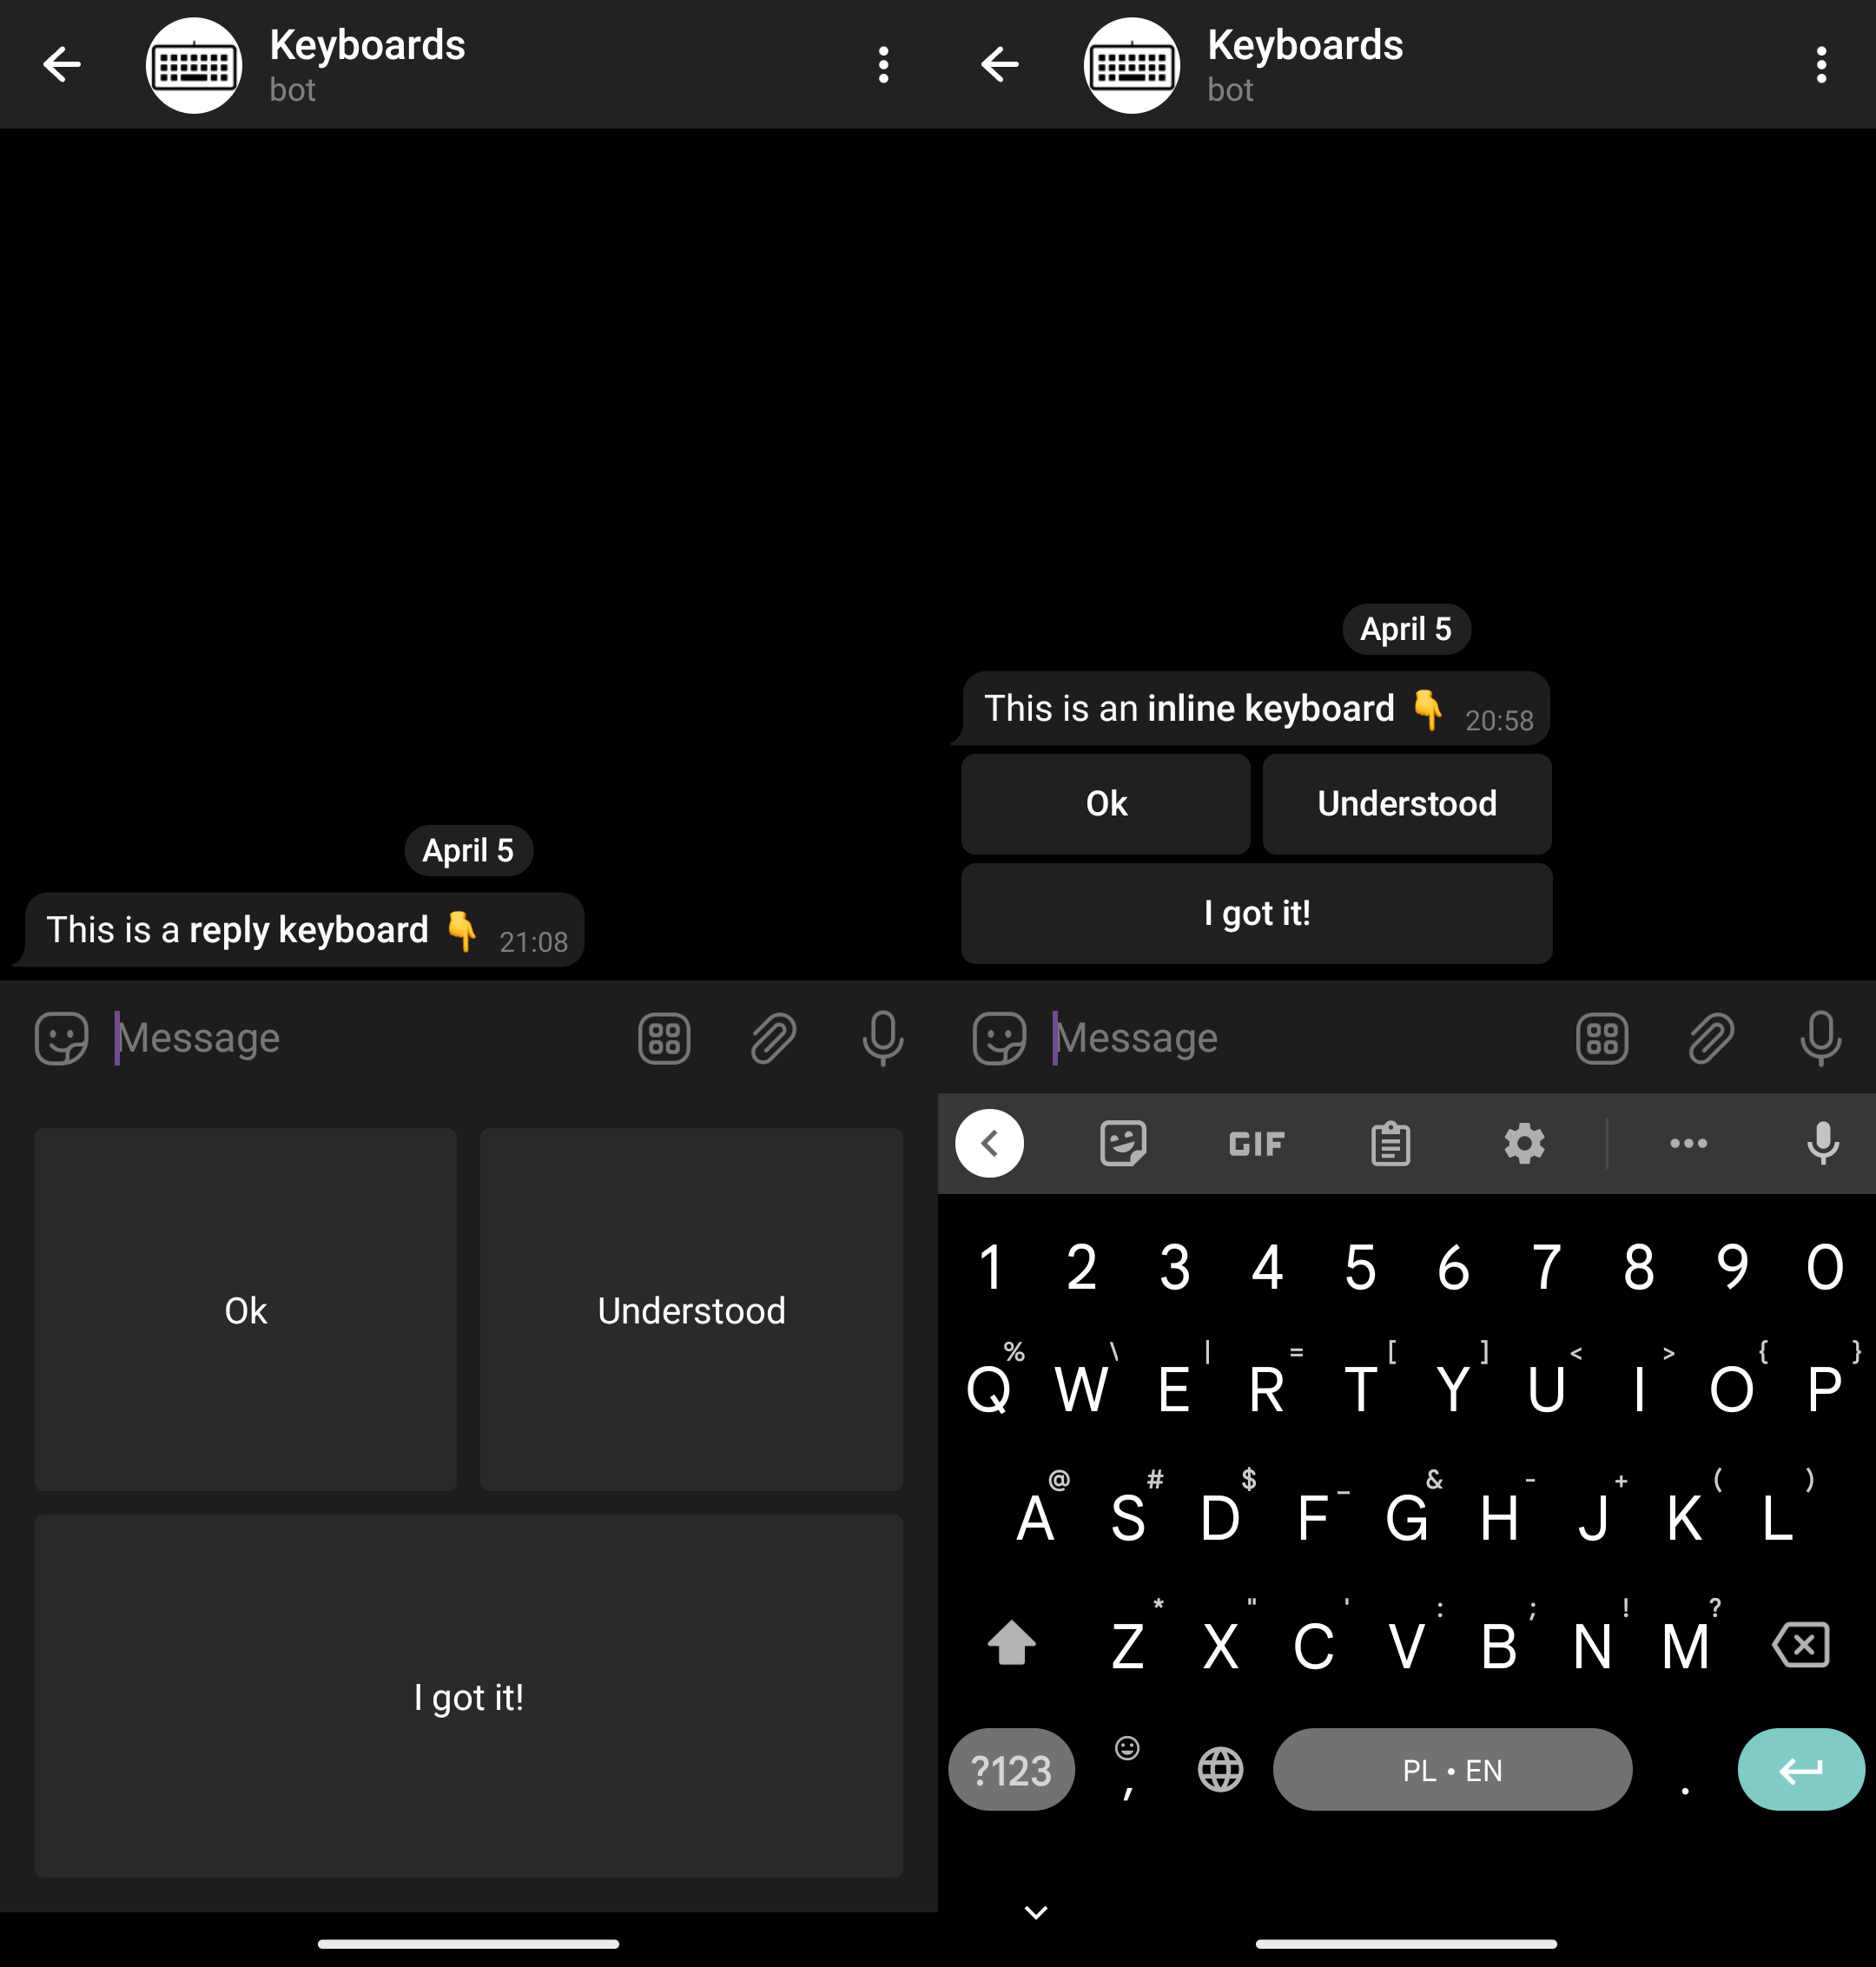 Keyboards
bot
April 5
This is a reply keyboard 👇 21:08
Message
Ok
Understood
I got it!
Keyboards
bot
April 5
This is an inline keyboard 👇 20:58
Ok
Understood
I got it!
Message
GIF
1 2 3 4 5 6 7 8 9 0
% \ | = [ ] < > { }
Q W E R T Y U I O P
@ # $ _ & - + ( )
A S D F G H J K L
* " ' : ; ! ?
Z X C V B N M
?123 , PL • EN .